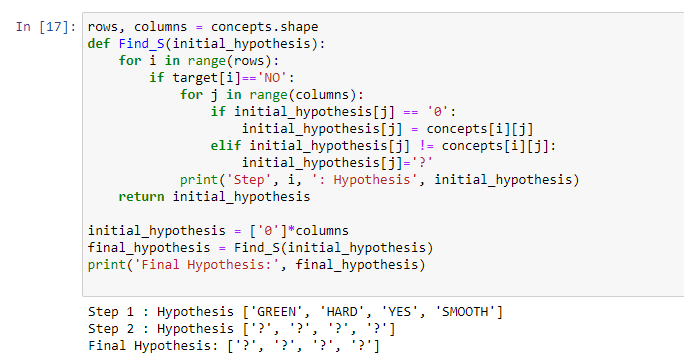 In [17]: rows, columns = concepts.shape
def Find_S(initial_hypothesis):
    for i in range(rows):
        if target[i]=='NO':
            for j in range(columns):
                if initial_hypothesis[j] == '0':
                    initial_hypothesis[j] = concepts[i][j]
                elif initial_hypothesis[j] != concepts[i][j]:
                    initial_hypothesis[j]='?'
            print('Step', i, ': Hypothesis', initial_hypothesis)
    return initial_hypothesis

initial_hypothesis = ['0']*columns
final_hypothesis = Find_S(initial_hypothesis)
print('Final Hypothesis:', final_hypothesis)

Step 1 : Hypothesis ['GREEN', 'HARD', 'YES', 'SMOOTH']
Step 2 : Hypothesis ['?', '?', '?', '?']
Final Hypothesis: ['?', '?', '?', '?']